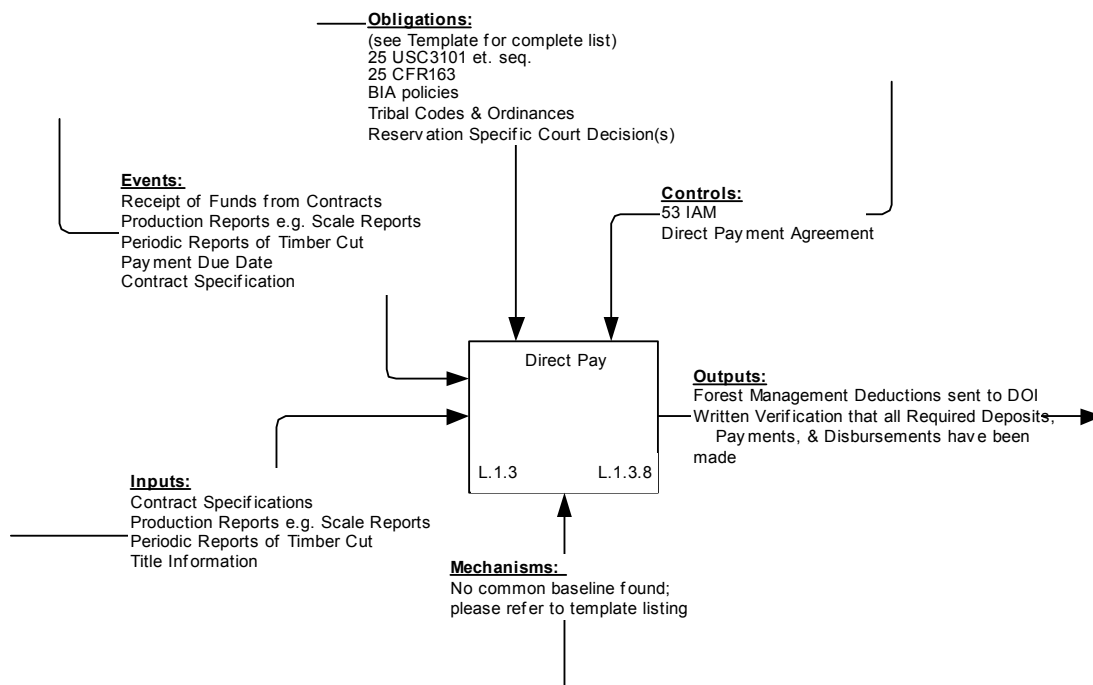 Obligations:
(see Template for complete list)
25 USC3101 et. seq.
25 CFR163
BIA policies
Tribal Codes & Ordinances
Reservation Specific Court Decision(s)
Events:
Receipt of Funds from Contracts
Production Reports e.g. Scale Reports
Periodic Reports of Timber Cut
Payment Due Date
Contract Specification
Controls:
53 IAM
Direct Payment Agreement
Direct Pay
L.1.3 L.1.3.8
Outputs:
Forest Management Deductions sent to DOI
Written Verification that all Required Deposits,
Payments, & Disbursements have been
made
Inputs:
Contract Specifications
Production Reports e.g. Scale Reports
Periodic Reports of Timber Cut
Title Information
Mechanisms:
No common baseline found;
please refer to template listing